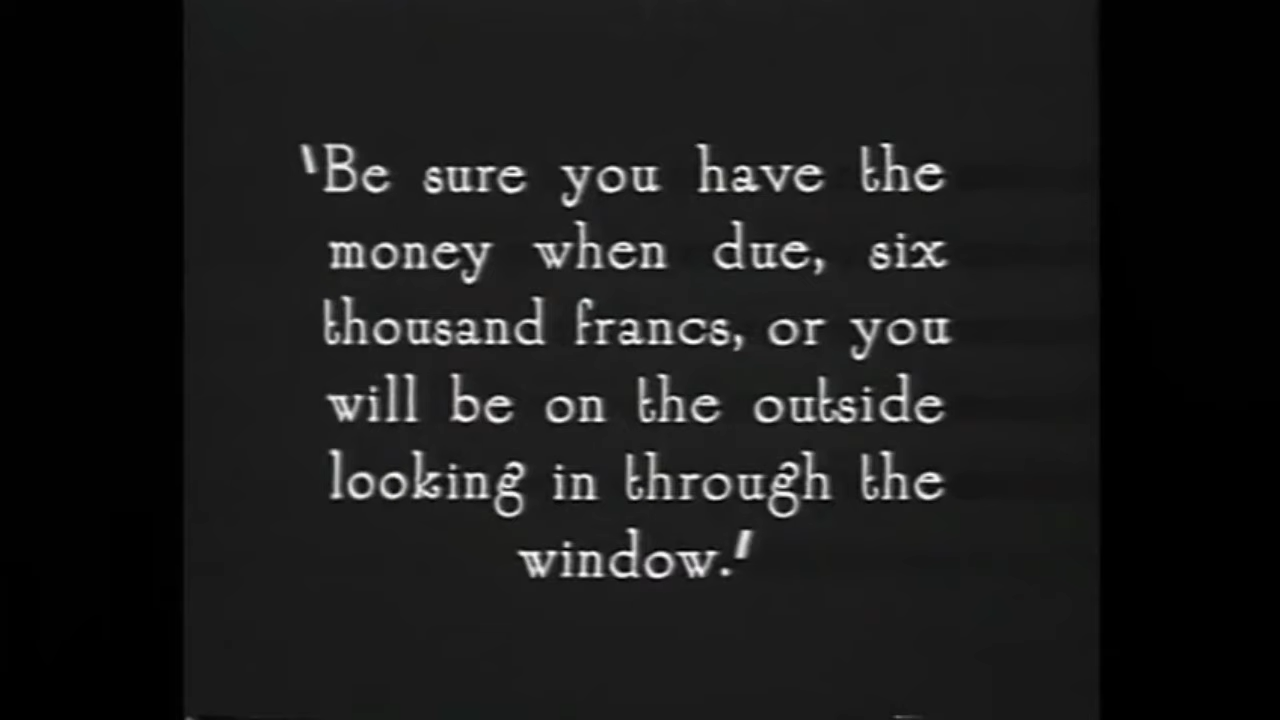 'Be sure you have the
money when due, six
thousand francs, or you
will be on the outside
looking in through the
window.'